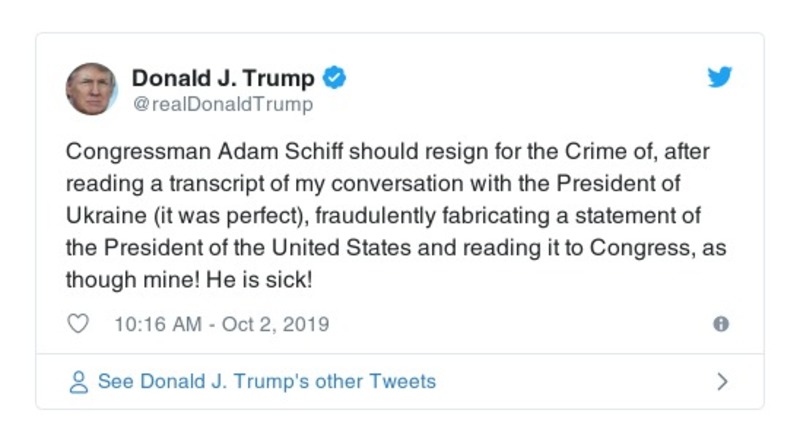 Donald J. Trump
@realDonaldTrump
Congressman Adam Schiff should resign for the Crime of, after
reading a transcript of my conversation with the President of
Ukraine (it was perfect), fraudulently fabricating a statement of
the President of the United States and reading it to Congress, as
though mine! He is sick!
10:16 AM - Oct 2, 2019
See Donald J. Trump's other Tweets